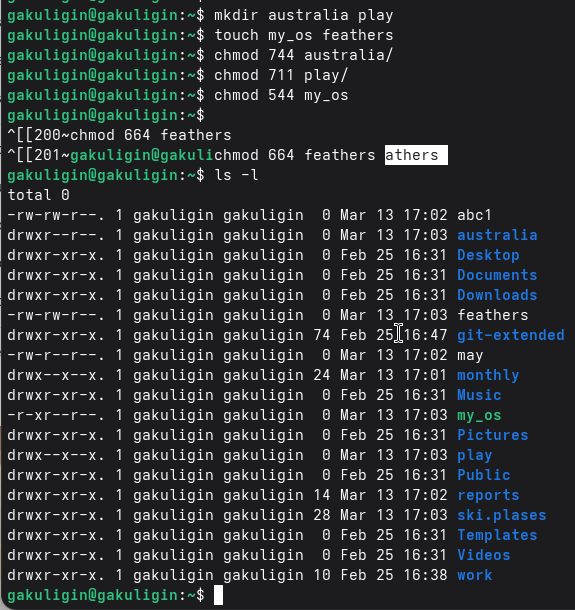 gakuligin@gakuligin:~$ mkdir australia play
gakuligin@gakuligin:~$ touch my_os feathers
gakuligin@gakuligin:~$ chmod 744 australia/
gakuligin@gakuligin:~$ chmod 711 play/
gakuligin@gakuligin:~$ chmod 544 my_os
gakuligin@gakuligin:~$
^[[200~chmod 664 feathers
^[[201~gakuligin@gakulichmod 664 feathers athers
gakuligin@gakuligin:~$ ls -l
total 0
-rw-rw-r--. 1 gakuligin gakuligin  0 Mar 13 17:02 abc1
drwxr--r--. 1 gakuligin gakuligin  0 Mar 13 17:03 australia
drwxr-xr-x. 1 gakuligin gakuligin  0 Feb 25 16:31 Desktop
drwxr-xr-x. 1 gakuligin gakuligin  0 Feb 25 16:31 Documents
drwxr-xr-x. 1 gakuligin gakuligin  0 Feb 25 16:31 Downloads
-rw-rw-r--. 1 gakuligin gakuligin  0 Mar 13 17:03 feathers
drwxr-xr-x. 1 gakuligin gakuligin 74 Feb 25 16:47 git-extended
-rw-r--r--. 1 gakuligin gakuligin  0 Mar 13 17:02 may
drwx--x--x. 1 gakuligin gakuligin 24 Mar 13 17:01 monthly
drwxr-xr-x. 1 gakuligin gakuligin  0 Feb 25 16:31 Music
-r-xr--r--. 1 gakuligin gakuligin  0 Mar 13 17:03 my_os
drwxr-xr-x. 1 gakuligin gakuligin  0 Feb 25 16:31 Pictures
drwx--x--x. 1 gakuligin gakuligin  0 Mar 13 17:03 play
drwxr-xr-x. 1 gakuligin gakuligin  0 Feb 25 16:31 Public
drwxr-xr-x. 1 gakuligin gakuligin 14 Mar 13 17:02 reports
drwxr-xr-x. 1 gakuligin gakuligin 28 Mar 13 17:03 ski.plases
drwxr-xr-x. 1 gakuligin gakuligin  0 Feb 25 16:31 Templates
drwxr-xr-x. 1 gakuligin gakuligin  0 Feb 25 16:31 Videos
drwxr-xr-x. 1 gakuligin gakuligin 10 Feb 25 16:38 work
gakuligin@gakuligin:~$